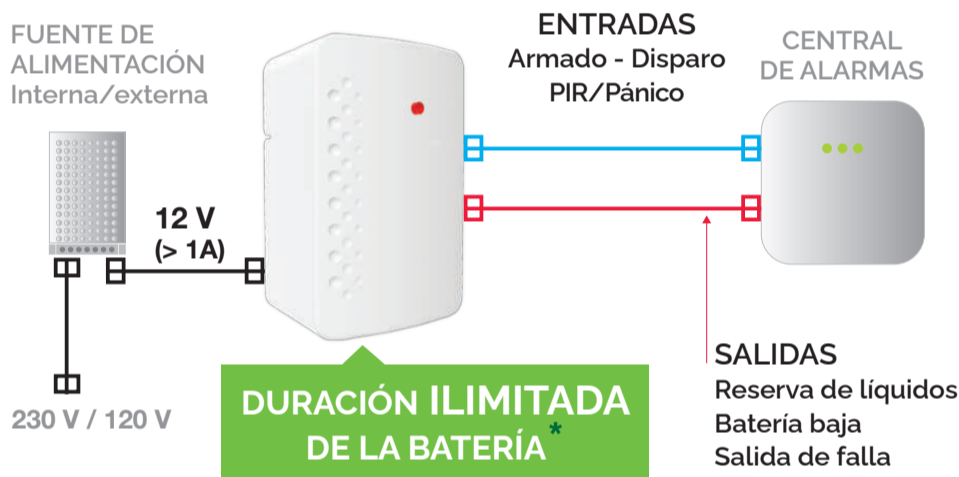 FUENTE DE
ALIMENTACIÓN
Interna/externa
230 V / 120 V
12 V
(> 1A)
ENTRADAS
Armado - Disparo
PIR/Pánico
CENTRAL
DE ALARMAS
SALIDAS
Reserva de líquidos
Batería baja
Salida de falla
DURACIÓN ILIMITADA
DE LA BATERÍA*